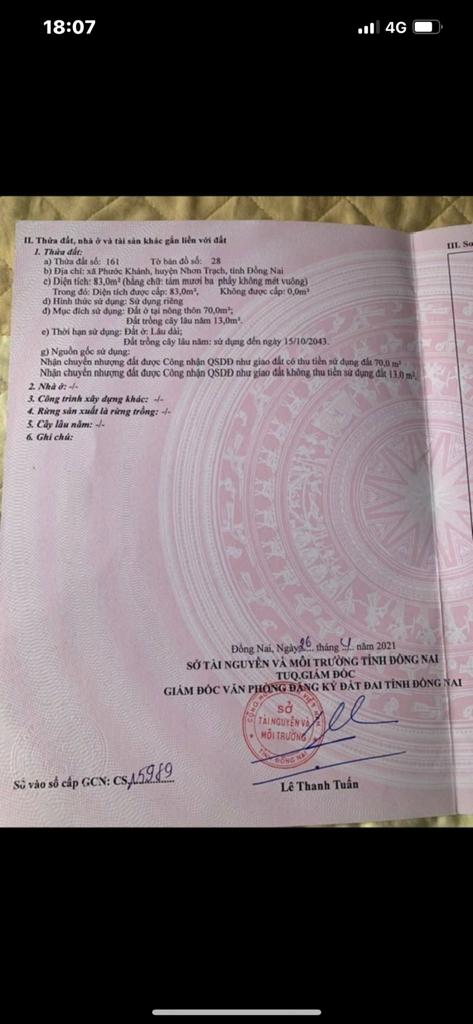 18:07
4G
II. Thửa đất, nhà ở và tài sản khác gắn liền với đất
III. Sơ
1. Thửa đất:
a) Thửa đất số: 161 Tờ bản đồ số: 28
b) Địa chỉ: xã Phước Khánh, huyện Nhơn Trạch, tỉnh Đồng Nai
c) Diện tích: 83,0m² (bằng chữ: tám mươi ba phẩy không mét vuông)
Trong đó: Diện tích được cấp: 83,0m², Không được cấp: 0,0m²
d) Hình thức sử dụng: Sử dụng riêng
đ) Mục đích sử dụng: Đất ở tại nông thôn 70,0m²;
Đất trồng cây lâu năm 13,0m².
e) Thời hạn sử dụng: Đất ở: Lâu dài;
Đất trồng cây lâu năm: sử dụng đến ngày 15/10/2043.
g) Nguồn gốc sử dụng:
Nhận chuyển nhượng đất được Công nhận QSDĐ như giao đất có thu tiền sử dụng đất 70,0 m²
Nhận chuyển nhượng đất được Công nhận QSDĐ như giao đất không thu tiền sử dụng đất 13,0 m².
2. Nhà ở: -/-
3. Công trình xây dựng khác: -/-
4. Rừng sản xuất là rừng trồng: -/-
5. Cây lâu năm: -/-
6. Ghi chú:
Đồng Nai, Ngày 26 tháng 4 năm 2021
SỞ TÀI NGUYÊN VÀ MÔI TRƯỜNG TỈNH ĐỒNG NAI
TUQ.GIÁM ĐỐC
GIÁM ĐỐC VĂN PHÒNG ĐĂNG KÝ ĐẤT ĐAI TỈNH ĐỒNG NAI
SỞ
TÀI NGUYÊN VÀ
MÔI TRƯỜNG
TỈNH ĐỒNG NAI
Số vào sổ cấp GCN: CS 15989
Lê Thanh Tuấn